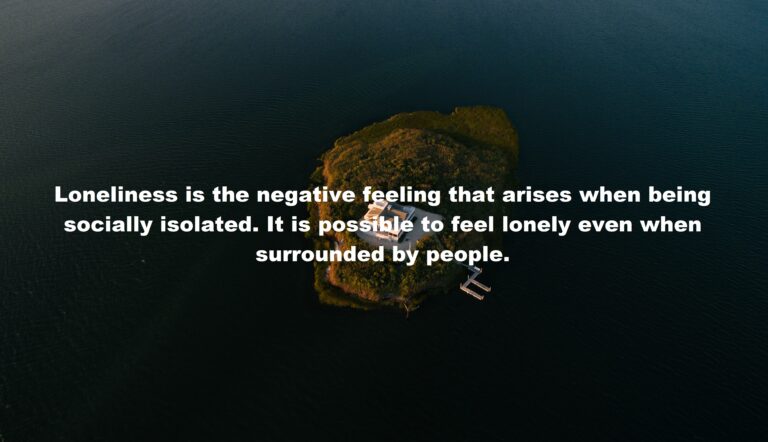 Loneliness is the negative feeling that arises when being
socially isolated. It is possible to feel lonely even when
surrounded by people.